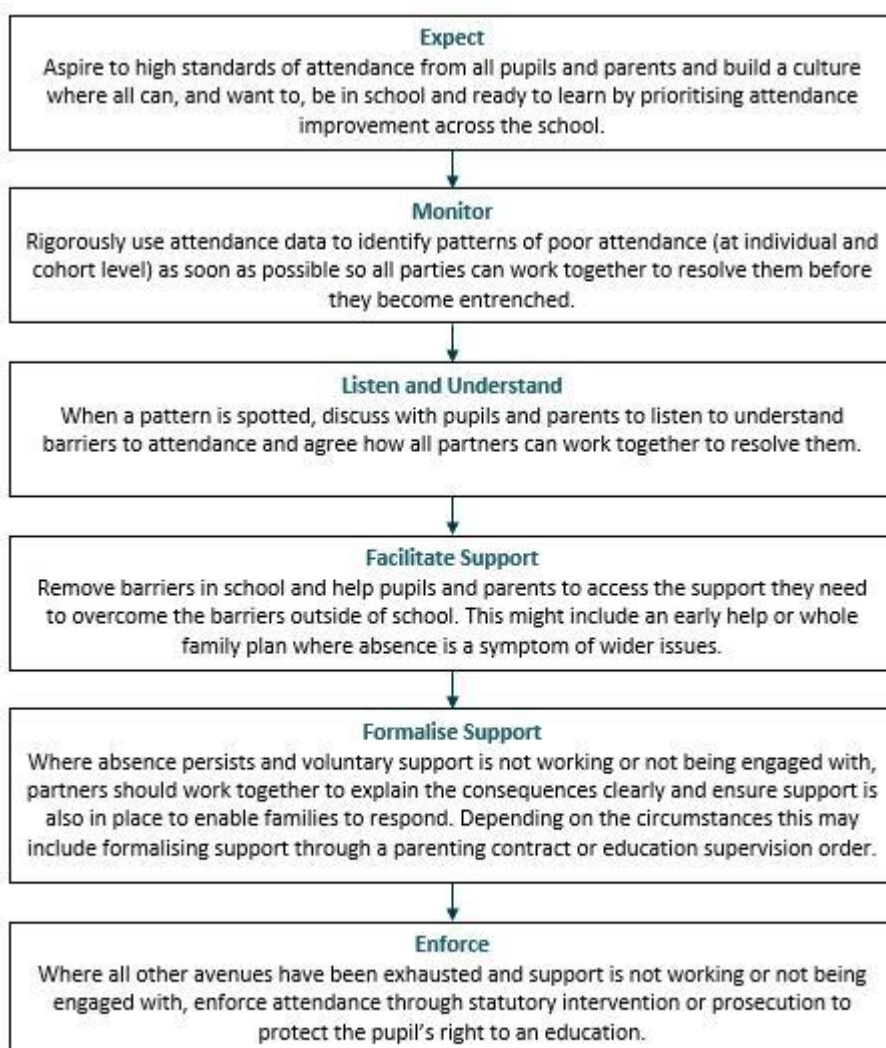 Expect
Aspire to high standards of attendance from all pupils and parents and build a culture
where all can, and want to, be in school and ready to learn by prioritising attendance
improvement across the school.
Monitor
Rigorously use attendance data to identify patterns of poor attendance (at individual and
cohort level) as soon as possible so all parties can work together to resolve them before
they become entrenched.
Listen and Understand
When a pattern is spotted, discuss with pupils and parents to listen to understand
barriers to attendance and agree how all partners can work together to resolve them.
Facilitate Support
Remove barriers in school and help pupils and parents to access the support they need
to overcome the barriers outside of school. This might include an early help or whole
family plan where absence is a symptom of wider issues.
Formalise Support
Where absence persists and voluntary support is not working or not being engaged with,
partners should work together to explain the consequences clearly and ensure support is
also in place to enable families to respond. Depending on the circumstances this may
include formalising support through a parenting contract or education supervision order.
Enforce
Where all other avenues have been exhausted and support is not working or not being
engaged with, enforce attendance through statutory intervention or prosecution to
protect the pupil’s right to an education.